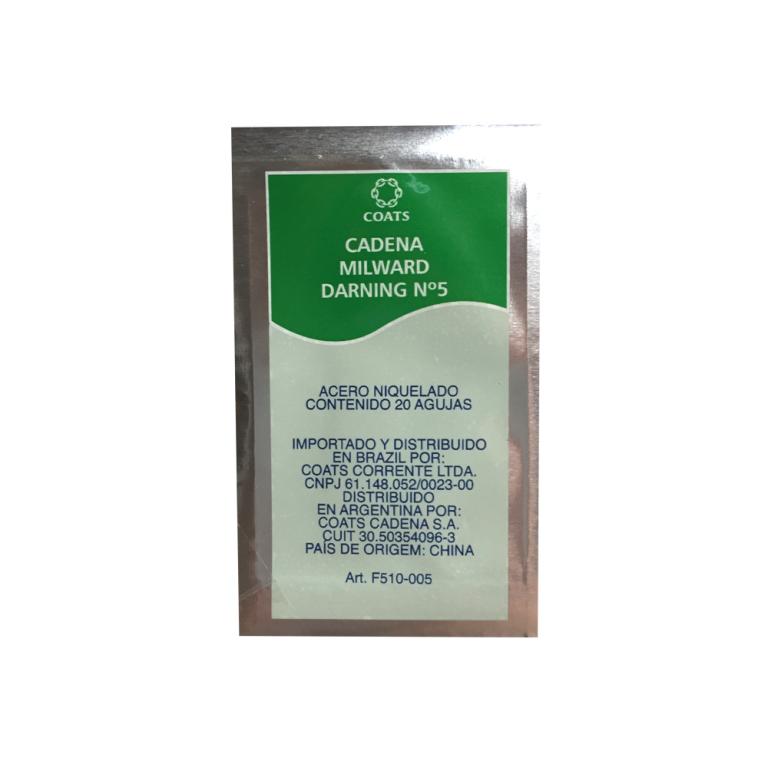 COATS
CADENA
MILWARD
DARNING Nº5
ACERO NIQUELADO
CONTENIDO 20 AGUJAS
IMPORTADO Y DISTRIBUIDO
EN BRAZIL POR:
COATS CORRENTE LTDA.
CNPJ 61.148.052/0023-00
DISTRIBUIDO
EN ARGENTINA POR:
COATS CADENA S.A.
CUIT 30.50354096-3
PAÍS DE ORIGEM: CHINA
Art. F510-005